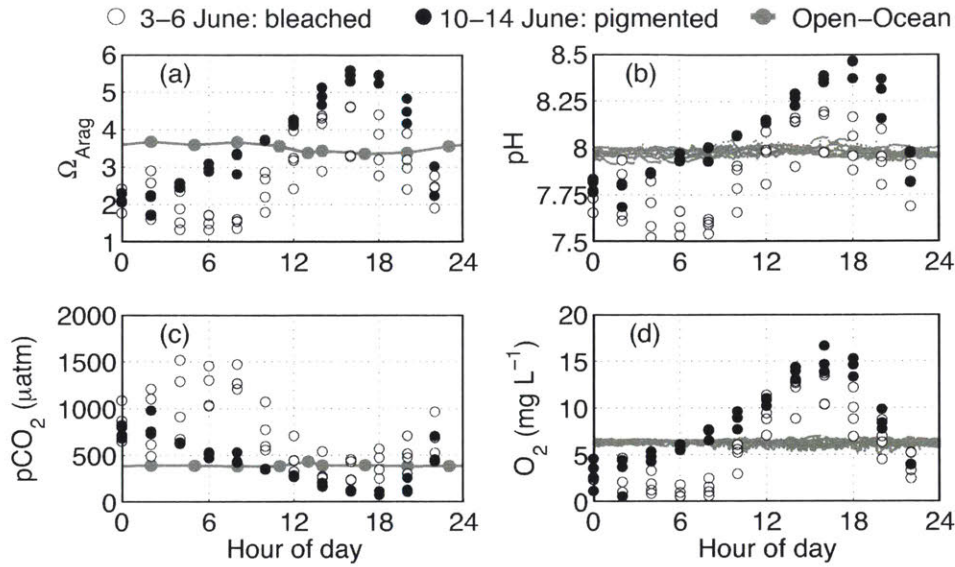 3–6 June: bleached 10–14 June: pigmented Open–Ocean
(a) (b)
6 5 4 3 2 1
Ω_Arag
0 6 12 18 24
8.5 8.25 8 7.75 7.5
pH
0 6 12 18 24
(c) (d)
2000 1500 1000 500 0
pCO₂ (μatm)
0 6 12 18 24
Hour of day
20 15 10 5 0
O₂ (mg L⁻¹)
0 6 12 18 24
Hour of day